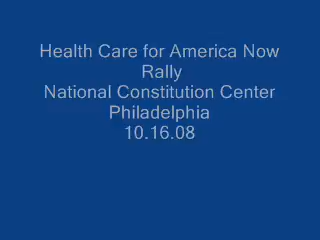 Health Care for America Now
Rally
National Constitution Center
Philadelphia
10.16.08